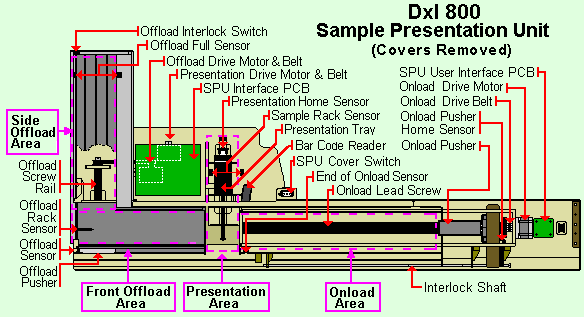 DxI 800
Sample Presentation Unit
(Covers Removed)
Offload Interlock Switch
Offload Full Sensor
Offload Drive Motor & Belt
Presentation Drive Motor & Belt
SPU Interface PCB
Presentation Home Sensor
Sample Rack Sensor
Presentation Tray
Bar Code Reader
SPU Cover Switch
End of Onload Sensor
Onload Lead Screw
SPU User Interface PCB
Onload Drive Motor
Onload Drive Belt
Onload Pusher
Home Sensor
Onload Pusher
Side
Offload
Area
Offload
Screw
Rail
Offload
Rack
Sensor
Offload
Sensor
Offload
Pusher
Front Offload
Area
Presentation
Area
Onload
Area
Interlock Shaft